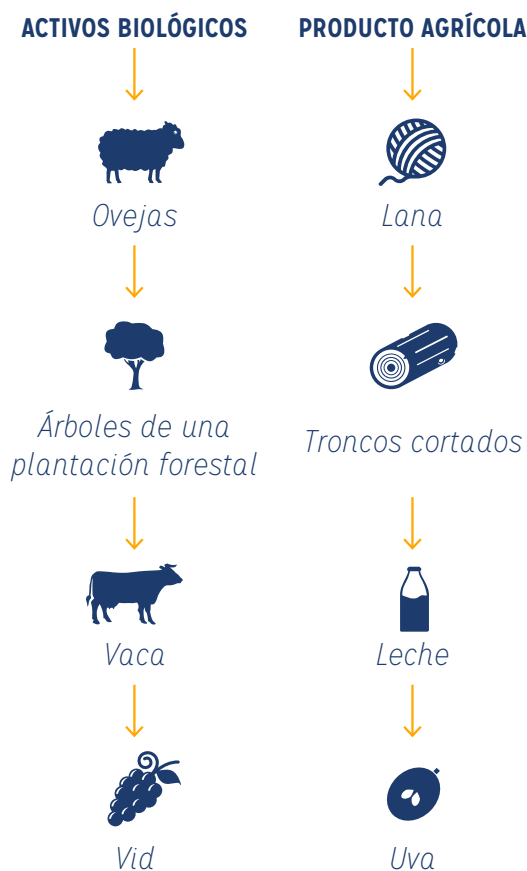 ACTIVOS BIOLÓGICOS
PRODUCTO AGRÍCOLA
Ovejas
Lana
Árboles de una
plantación forestal
Troncos cortados
Vaca
Leche
Vid
Uva